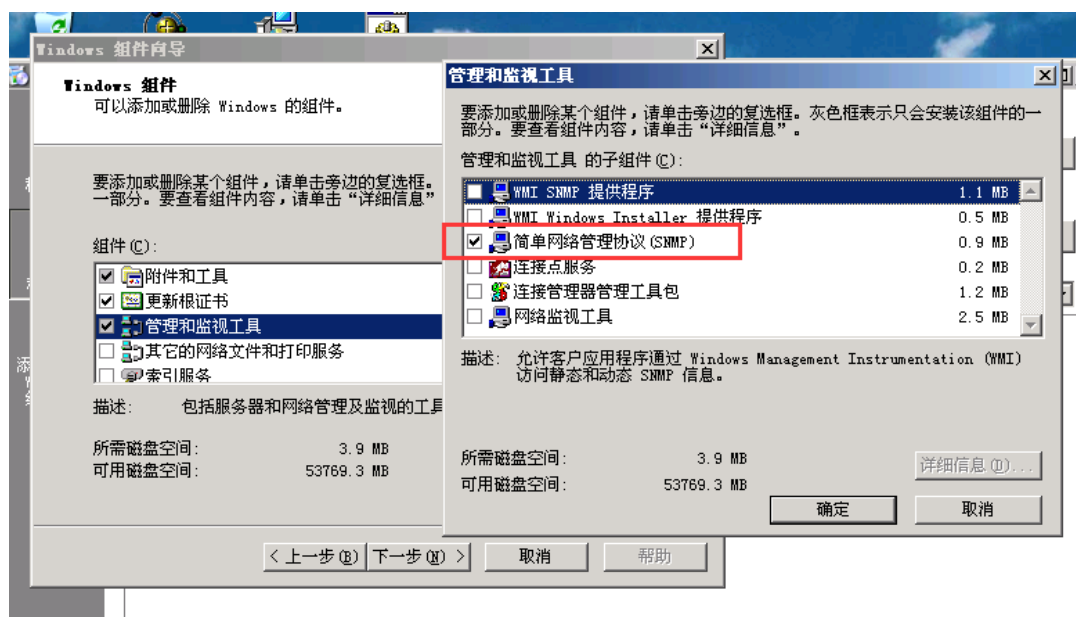 Windows 组件向导
Windows 组件
可以添加或删除 Windows 的组件。
要添加或删除某个组件，请单击旁边的复选框。
一部分。要查看组件内容，请单击“详细信息”
组件(C):
附件和工具
更新根证书
管理和监视工具
其它的网络文件和打印服务
索引服务
描述: 包括服务器和网络管理及监视的工具
所需磁盘空间: 3.9 MB
可用磁盘空间: 53769.3 MB
< 上一步(B) 下一步(N) > 取消 帮助
管理和监视工具
要添加或删除某个组件，请单击旁边的复选框。灰色框表示只会安装该组件的一
部分。要查看组件内容，请单击“详细信息”。
管理和监视工具 的子组件(C):
WMI SNMP 提供程序 1.1 MB
WMI Windows Installer 提供程序 0.5 MB
简单网络管理协议(SNMP) 0.9 MB
连接点服务 0.2 MB
连接管理器管理工具包 1.2 MB
网络监视工具 2.5 MB
描述: 允许客户应用程序通过 Windows Management Instrumentation (WMI)
访问静态和动态 SNMP 信息。
所需磁盘空间: 3.9 MB
可用磁盘空间: 53769.3 MB
详细信息(D)...
确定 取消
添